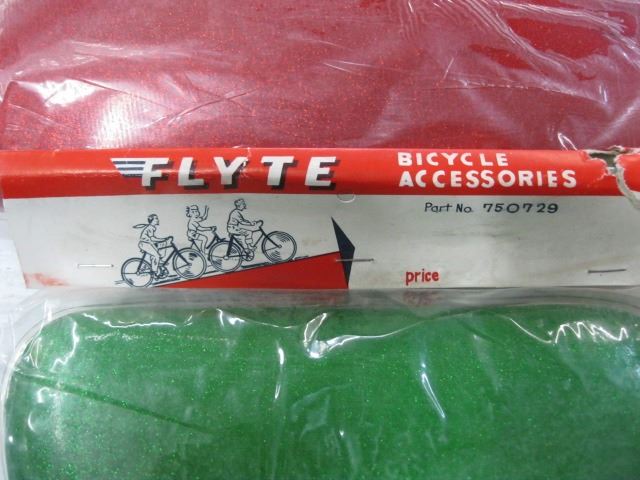 FLYTE
BICYCLE
ACCESSORIES
Part No. 750729
price